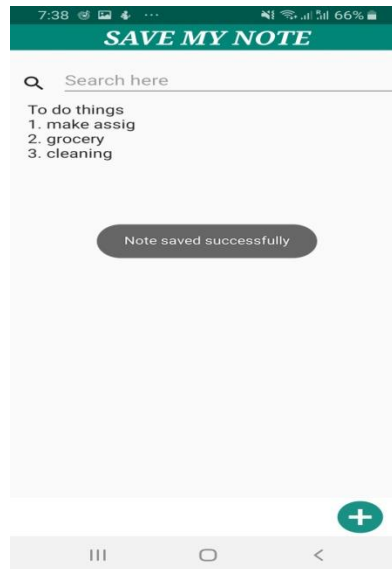 7:38
66%
SAVE MY NOTE
Search here
To do things
1. make assig
2. grocery
3. cleaning
Note saved successfully